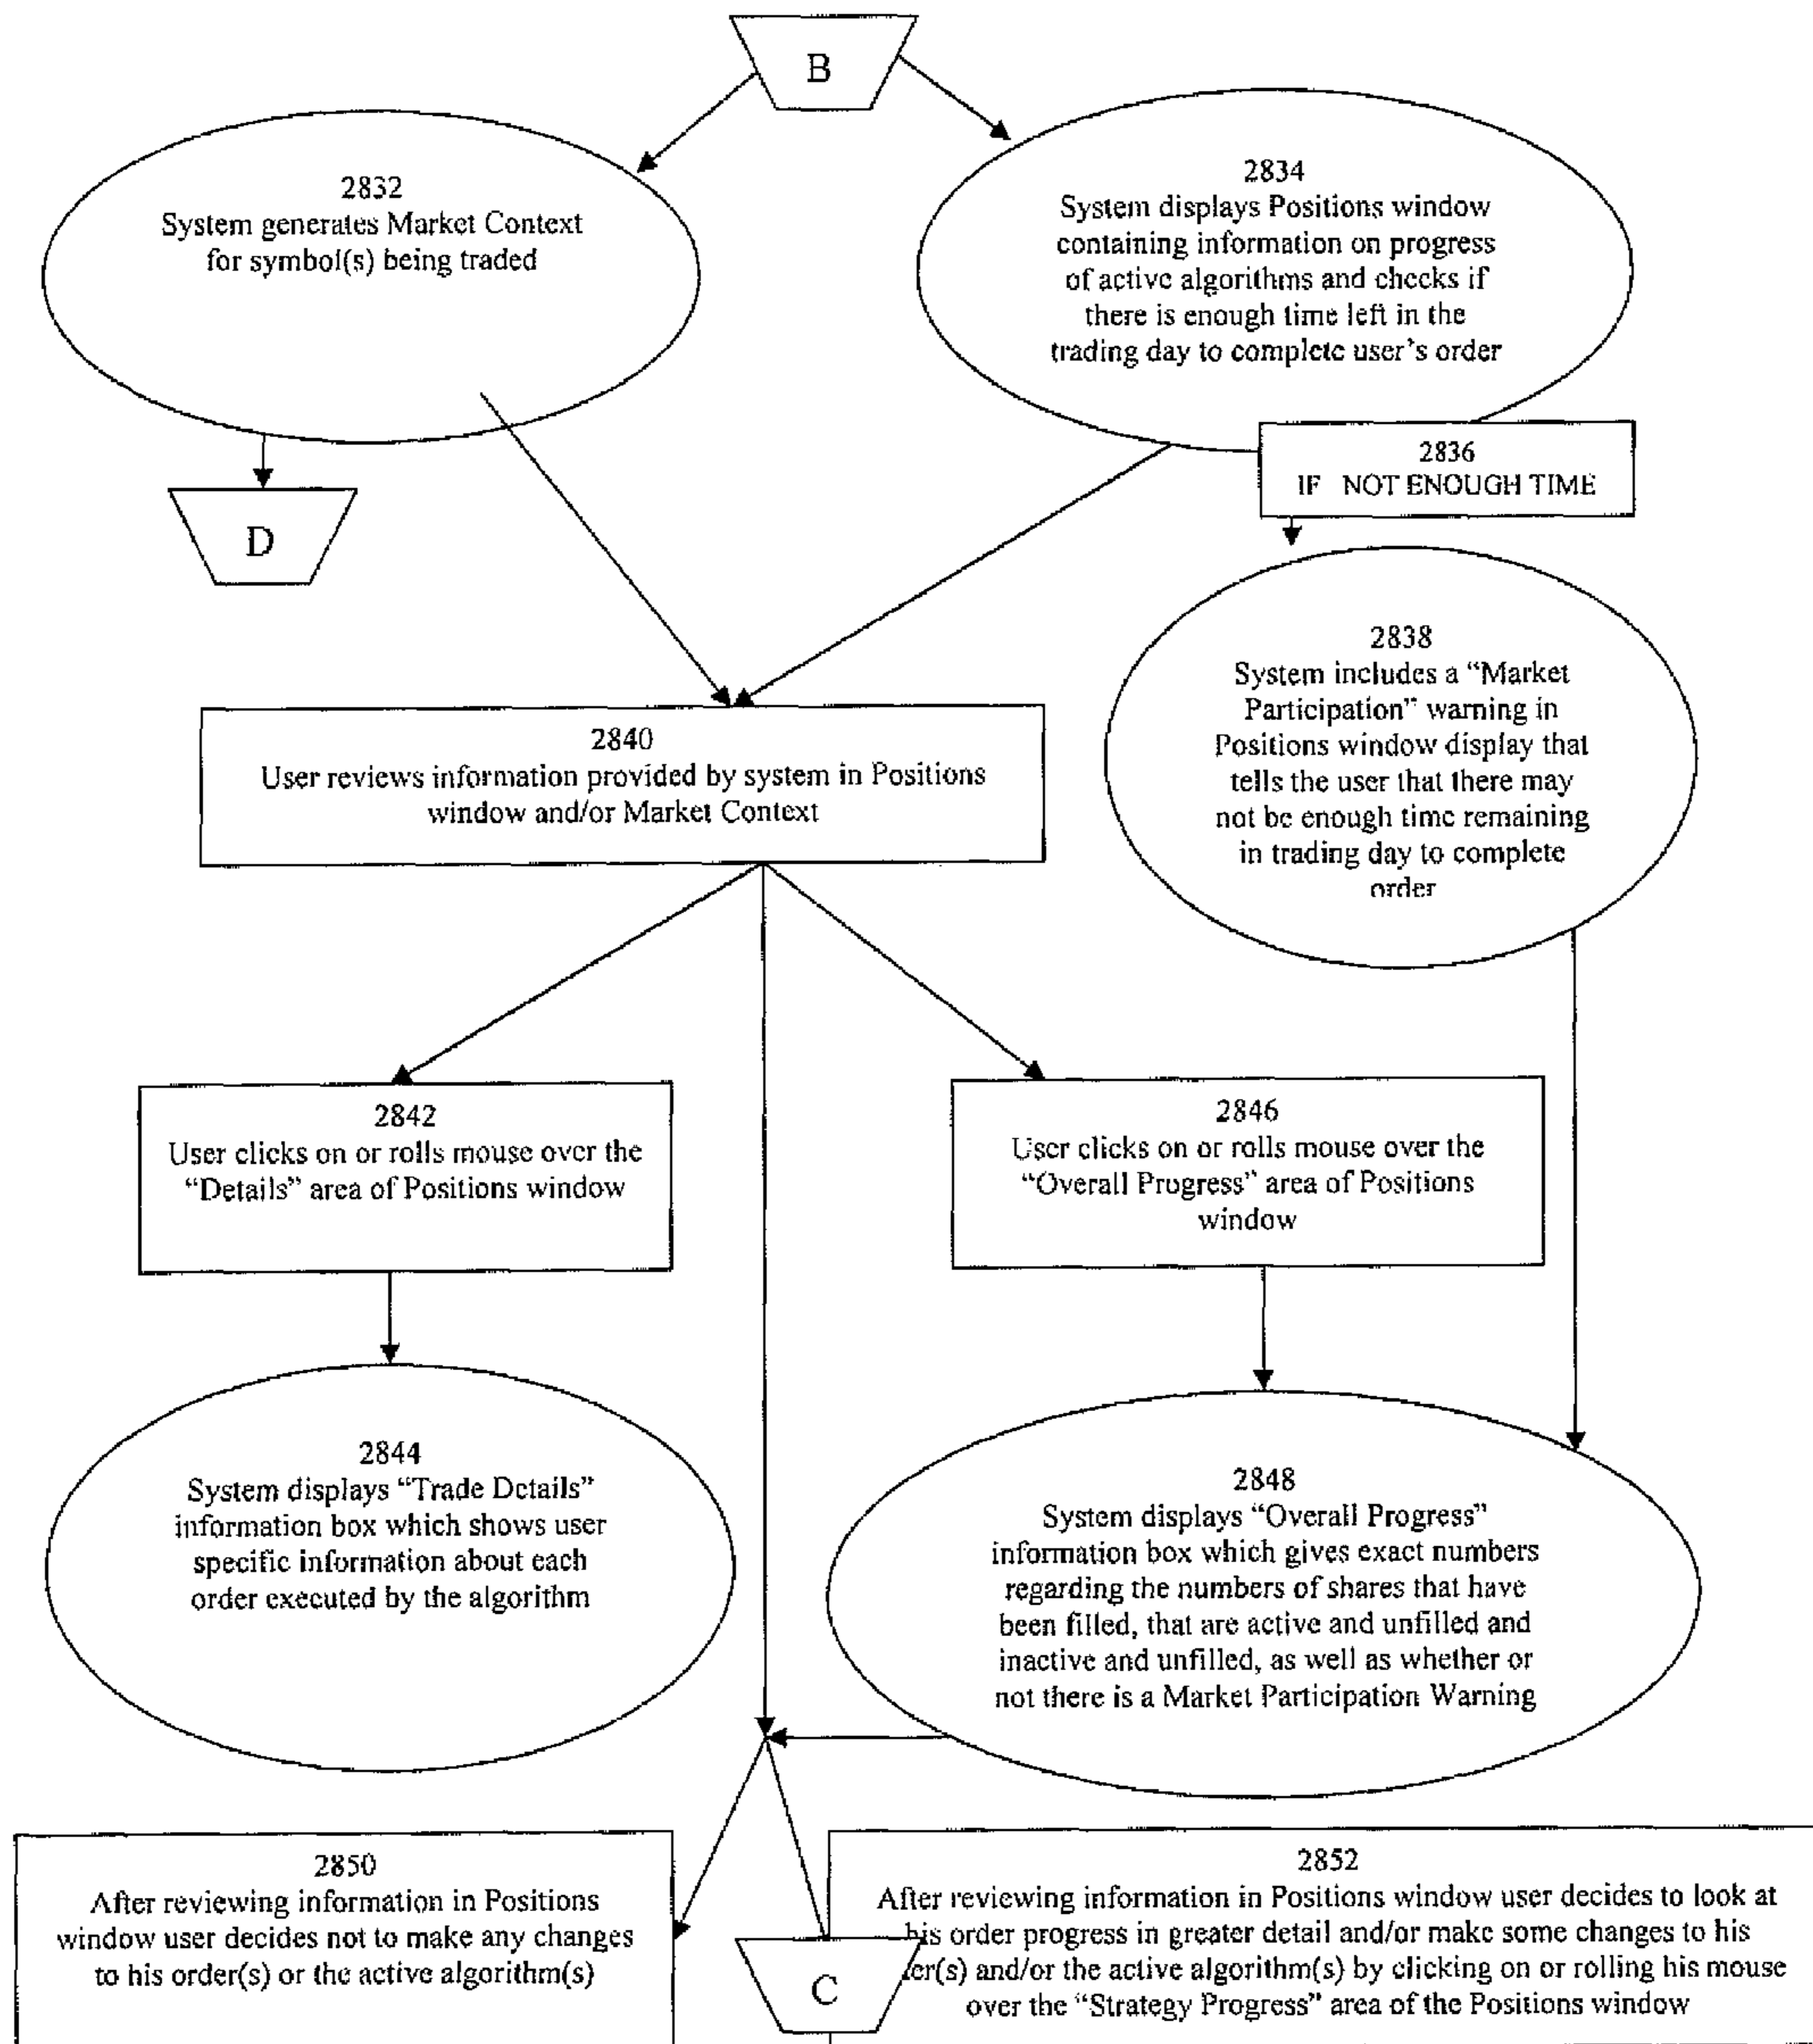 B
2832
System generates Market Context
for symbol(s) being traded
2834
System displays Positions window
containing information on progress
of active algorithms and checks if
there is enough time left in the
trading day to complete user's order
2836
IF NOT ENOUGH TIME
D
2838
System includes a “Market
Participation” warning in
Positions window display that
tells the user that there may
not be enough time remaining
in trading day to complete
order
2840
User reviews information provided by system in Positions
window and/or Market Context
2842
User clicks on or rolls mouse over the
“Details” area of Positions window
2846
User clicks on or rolls mouse over the
“Overall Progress” area of Positions
window
2844
System displays “Trade Details”
information box which shows user
specific information about each
order executed by the algorithm
2848
System displays “Overall Progress”
information box which gives exact numbers
regarding the numbers of shares that have
been filled, that are active and unfilled and
inactive and unfilled, as well as whether or
not there is a Market Participation Warning
2850
After reviewing information in Positions
window user decides not to make any changes
to his order(s) or the active algorithm(s)
2852
After reviewing information in Positions window user decides to look at
his order progress in greater detail and/or make some changes to his
and/or the active algorithm(s) by clicking on or rolling his mouse
over the “Strategy Progress” area of the Positions window
C